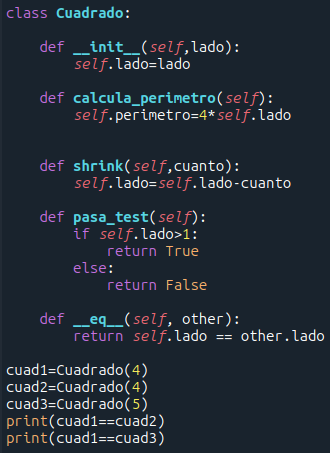 class Cuadrado:
    def __init__(self,lado):
        self.lado=lado
    def calcula_perimetro(self):
        self.perimetro=4*self.lado
    def shrink(self,cuanto):
        self.lado=self.lado-cuanto
    def pasa_test(self):
        if self.lado>1:
            return True
        else:
            return False
    def __eq__(self, other):
        return self.lado == other.lado
cuad1=Cuadrado(4)
cuad2=Cuadrado(4)
cuad3=Cuadrado(5)
print(cuad1==cuad2)
print(cuad1==cuad3)